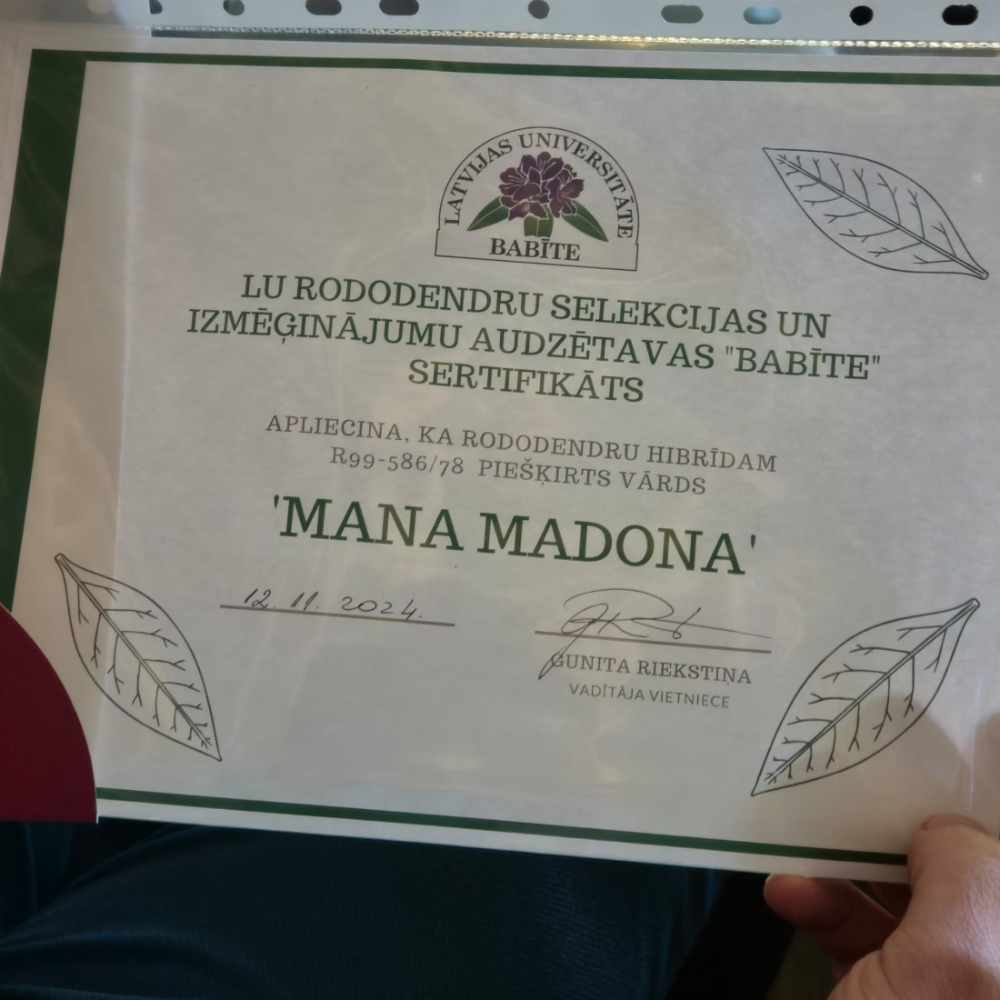 LATVIJAS UNIVERSITĀTE
BABĪTE
LU RODODENDRU SELEKCIJAS UN
IZMĒĢINĀJUMU AUDZĒTAVAS "BABĪTE"
SERTIFIKĀTS
APLIECINA, KA RODODENDRU HIBRĪDAM
R99-586/78 PIEŠĶIRTS VĀRDS
'MANA MADONA'
12. 11. 2024.
GUNITA RIEKSTIŅA
VADĪTĀJA VIETNIECE